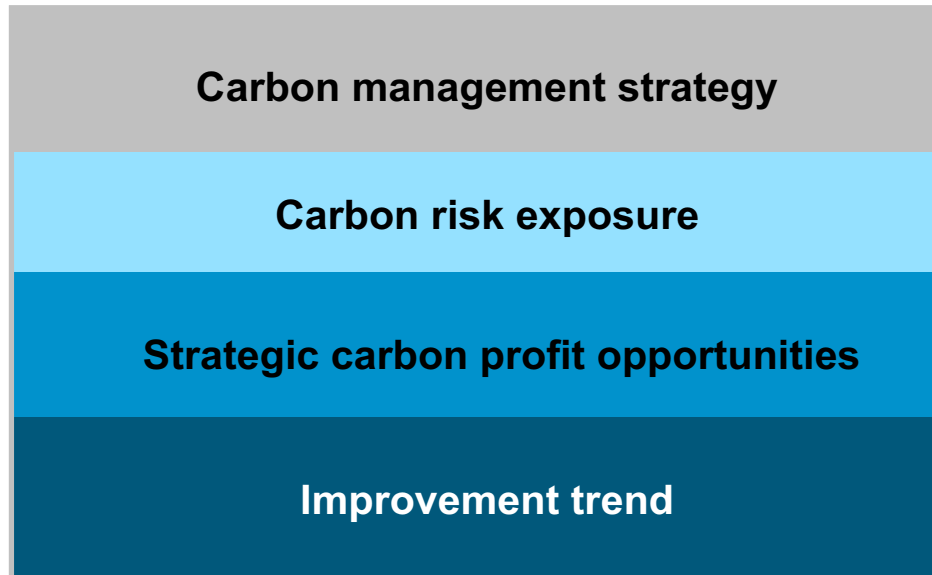 Carbon management strategy
Carbon risk exposure
Strategic carbon profit opportunities
Improvement trend